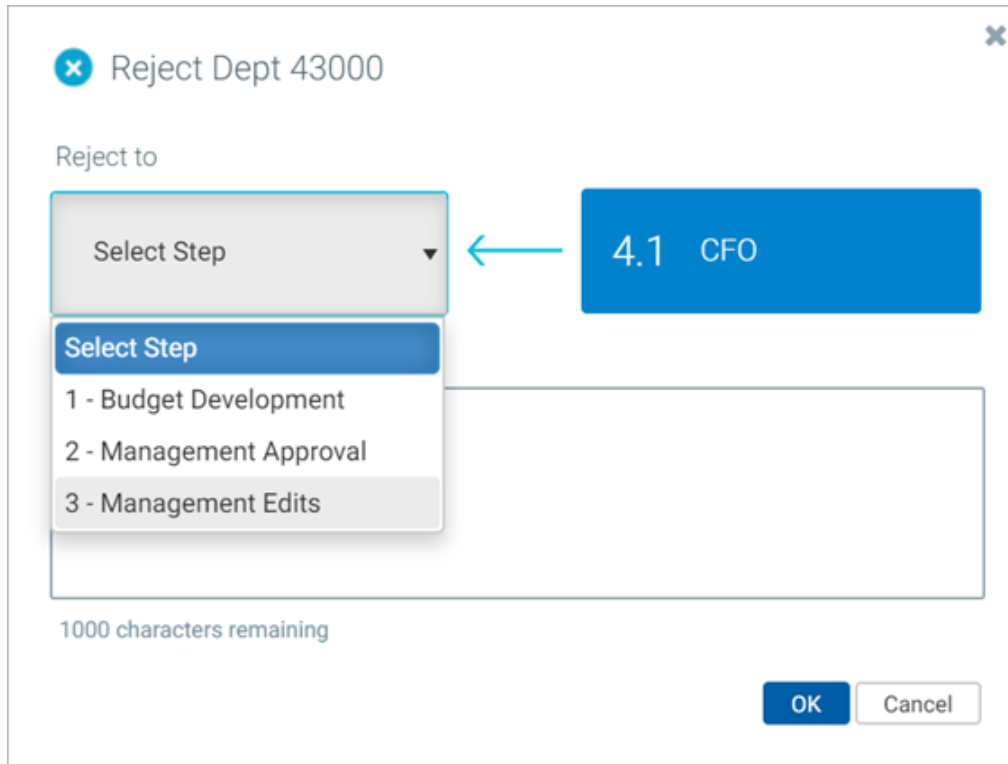 Reject Dept 43000
Reject to
Select Step
4.1 CFO
Select Step
1 - Budget Development
2 - Management Approval
3 - Management Edits
1000 characters remaining
OK Cancel